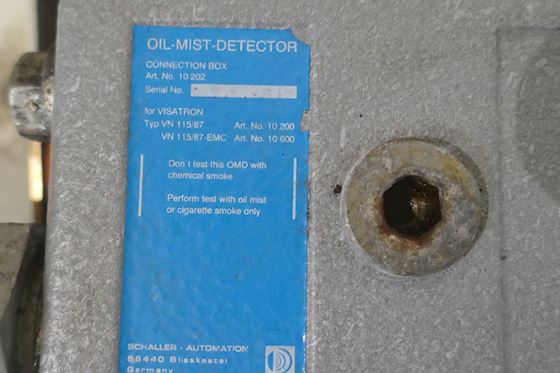 OIL-MIST-DETECTOR
CONNECTION BOX
Art. No. 10 202
Serial No.
for VISATRON
Typ VN 115/87 Art. No. 10 200
VN 115/87-EMC Art. No. 10 600
Don t test this OMD with
chemical smoke
Perform test with oil mist
or cigarette smoke only
SCHALLER - AUTOMATION
66440 Blieskastel
Germany